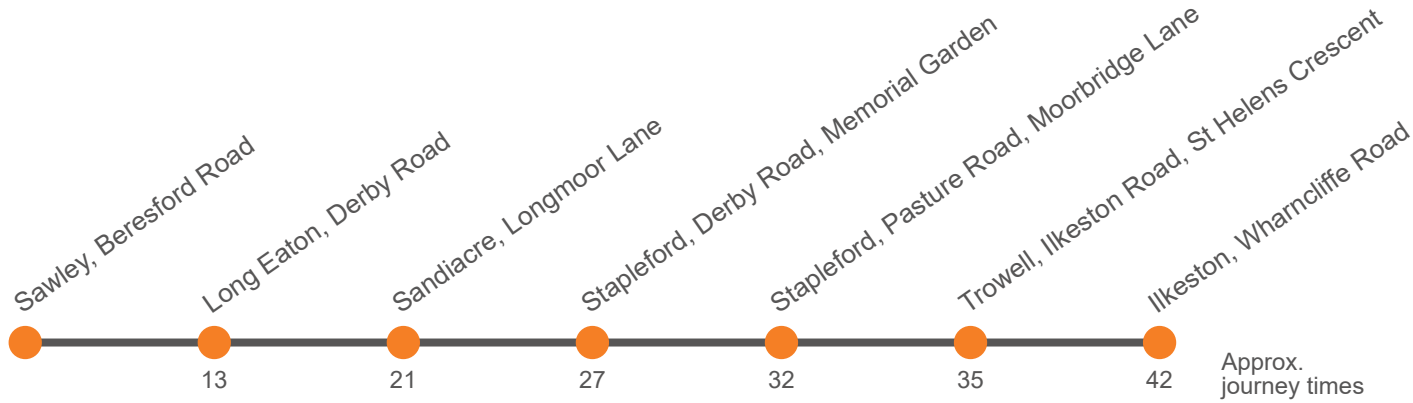 Sawley, Beresford Road
Long Eaton, Derby Road
Sandiacre, Longmoor Lane
Stapleford, Derby Road, Memorial Garden
Stapleford, Pasture Road, Moorbridge Lane
Trowell, Ilkeston Road, St Helens Crescent
Ilkeston, Wharncliffe Road
13
21
27
32
35
42
Approx.
journey times